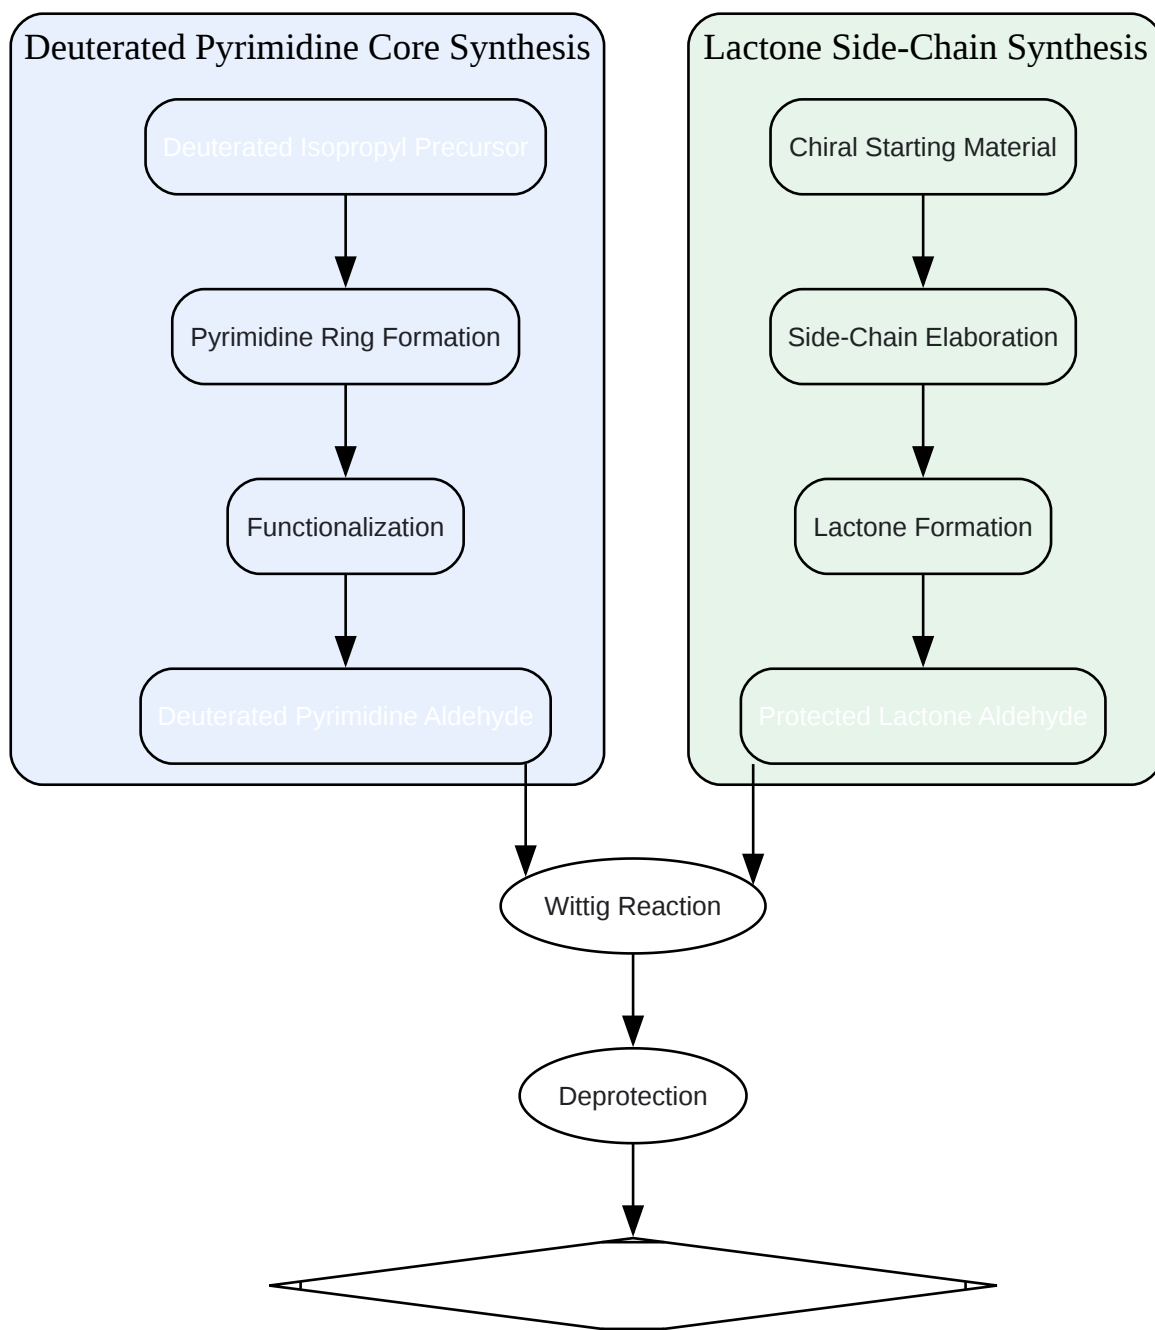 Deuterated Pyrimidine Core Synthesis
Deuterated Isopropyl Precursor
Pyrimidine Ring Formation
Functionalization
Deuterated Pyrimidine Aldehyde
Lactone Side-Chain Synthesis
Chiral Starting Material
Side-Chain Elaboration
Lactone Formation
Protected Lactone Aldehyde
Wittig Reaction
Deprotection